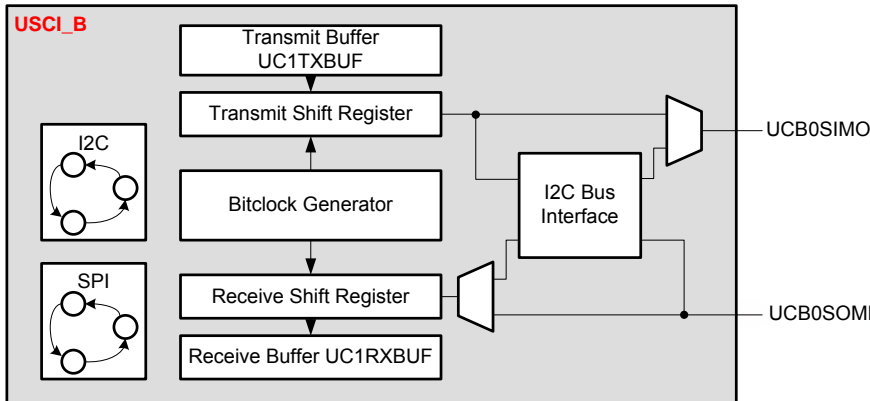 USCI_B
Transmit Buffer
UC1TXBUF
Transmit Shift Register
I2C
Bitclock Generator
I2C Bus
Interface
UCB0SIMO
SPI
Receive Shift Register
Receive Buffer UC1RXBUF
UCB0SOMI